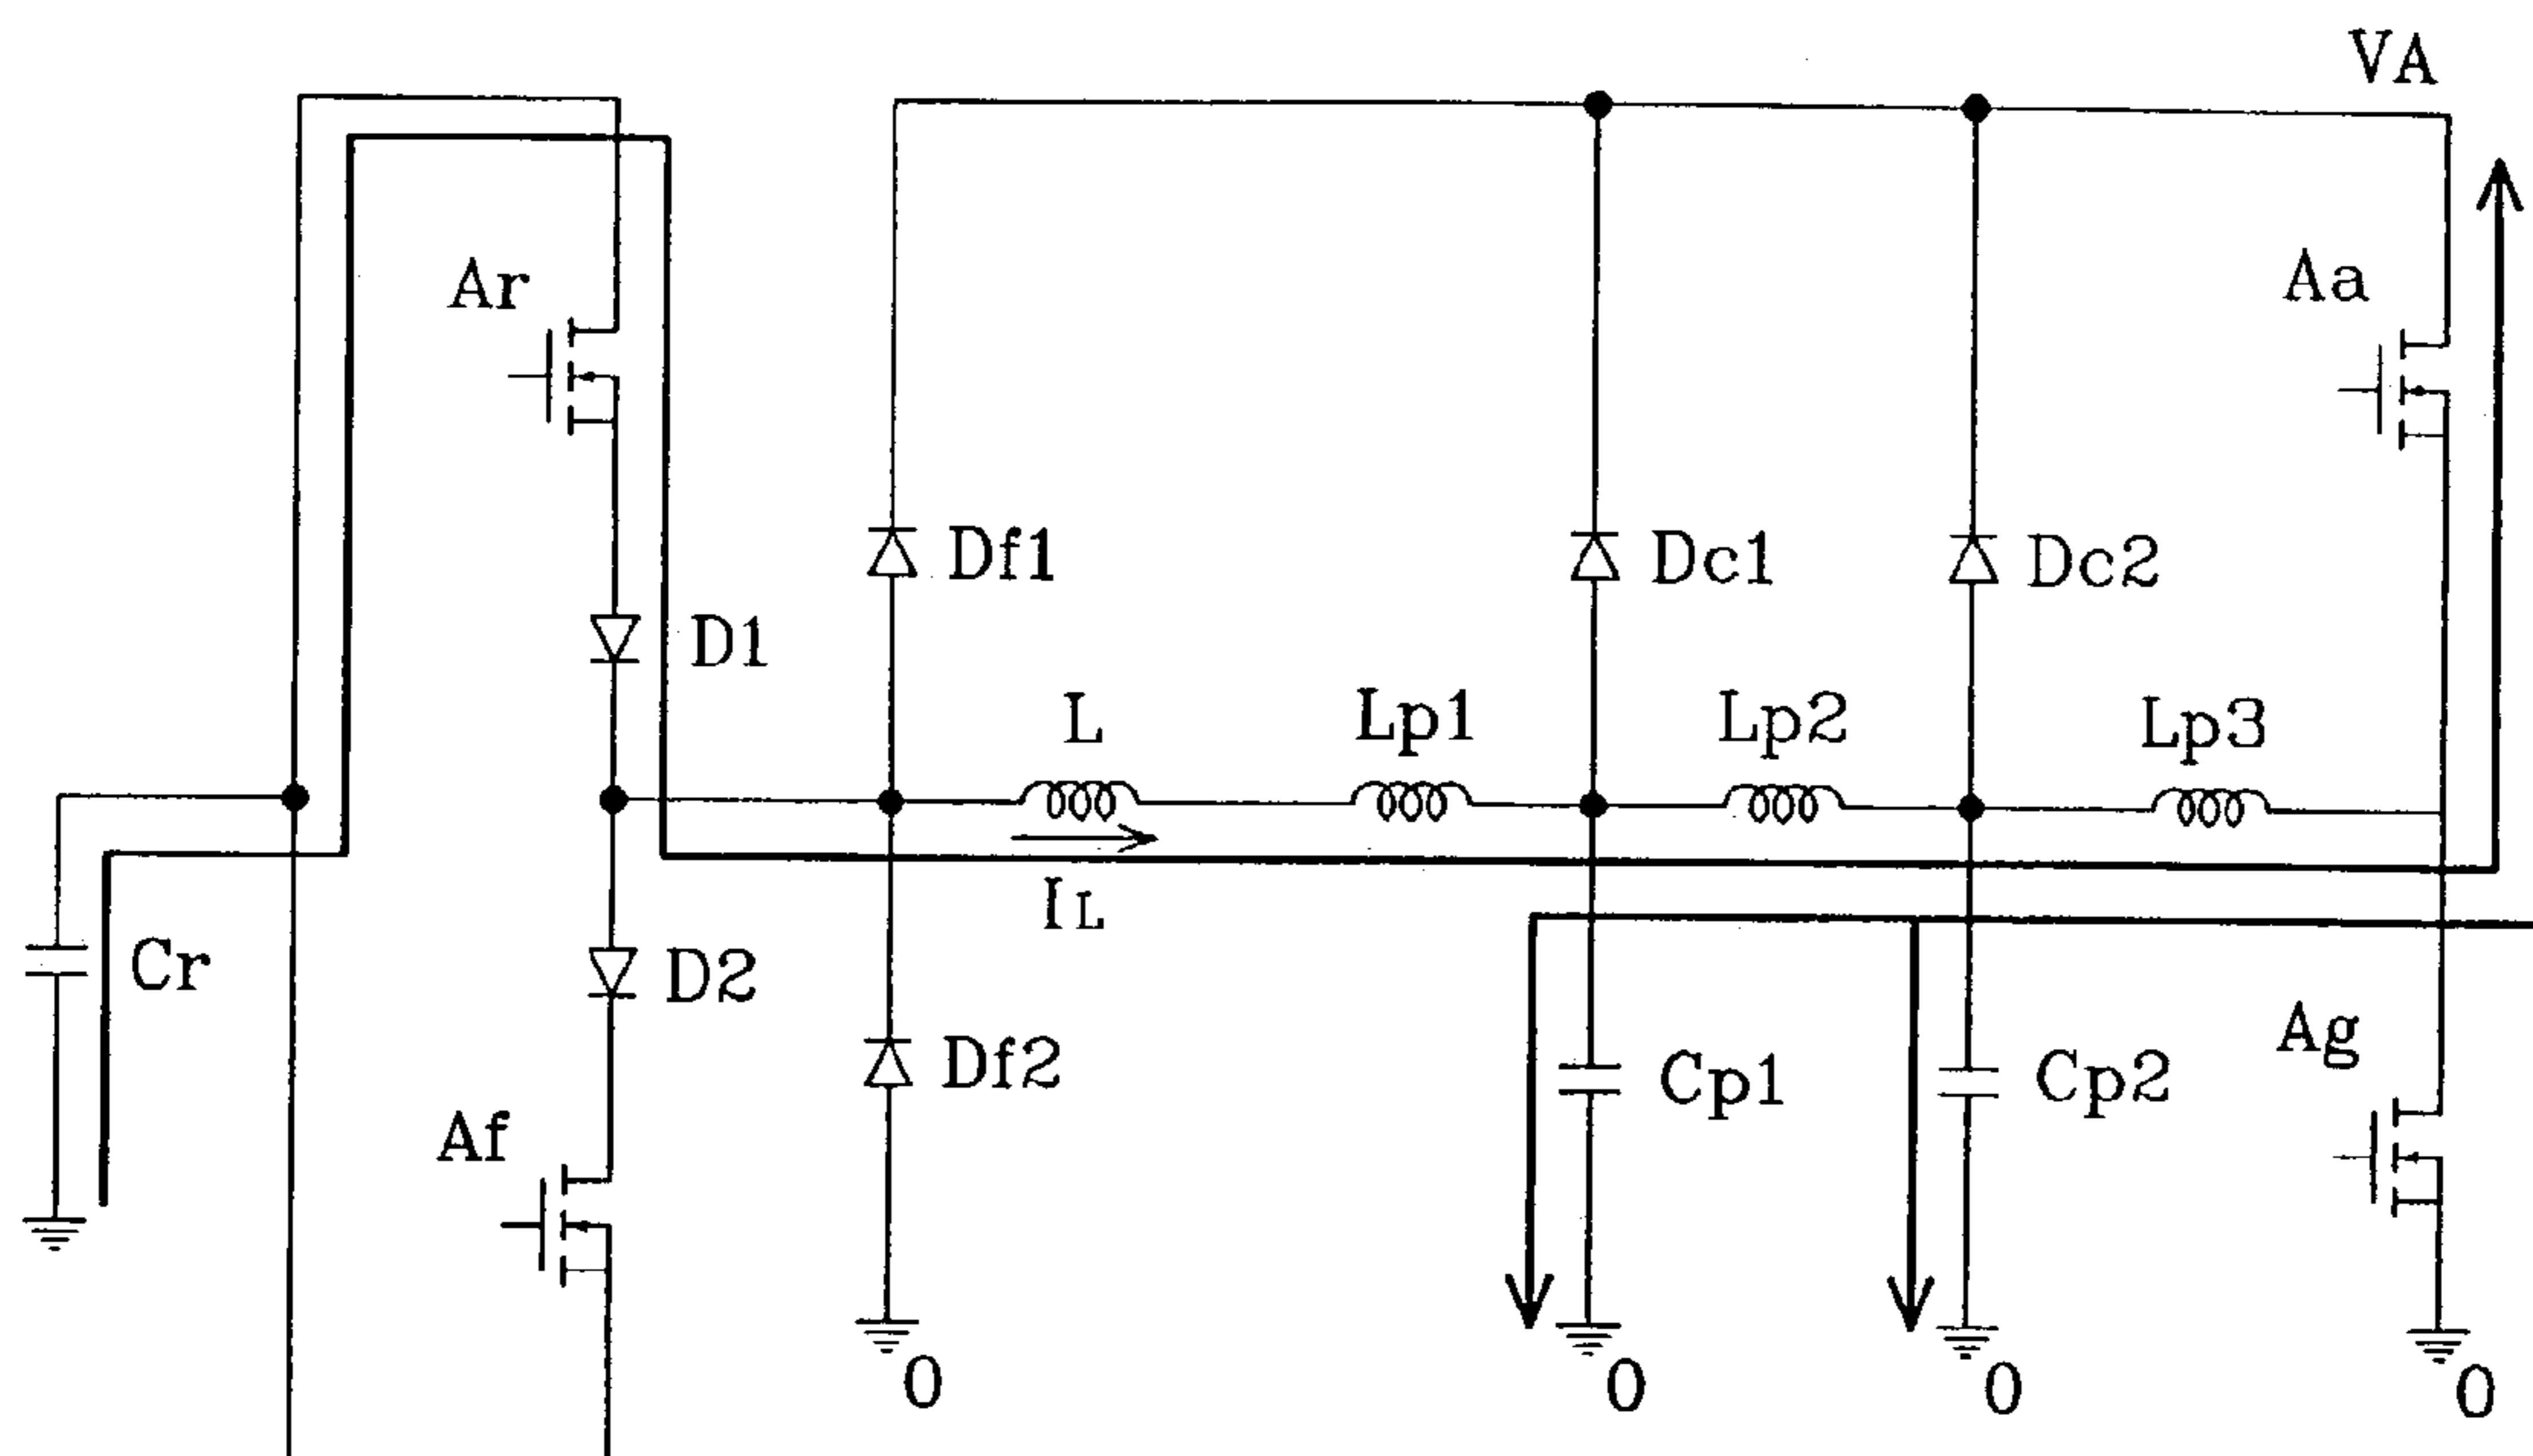 VA
Ar
Aa
Df1
Dc1
Dc2
D1
L
Lp1
Lp2
Lp3
IL
Cr
D2
Df2
Cp1
Cp2
Ag
Af
0
0
0
0